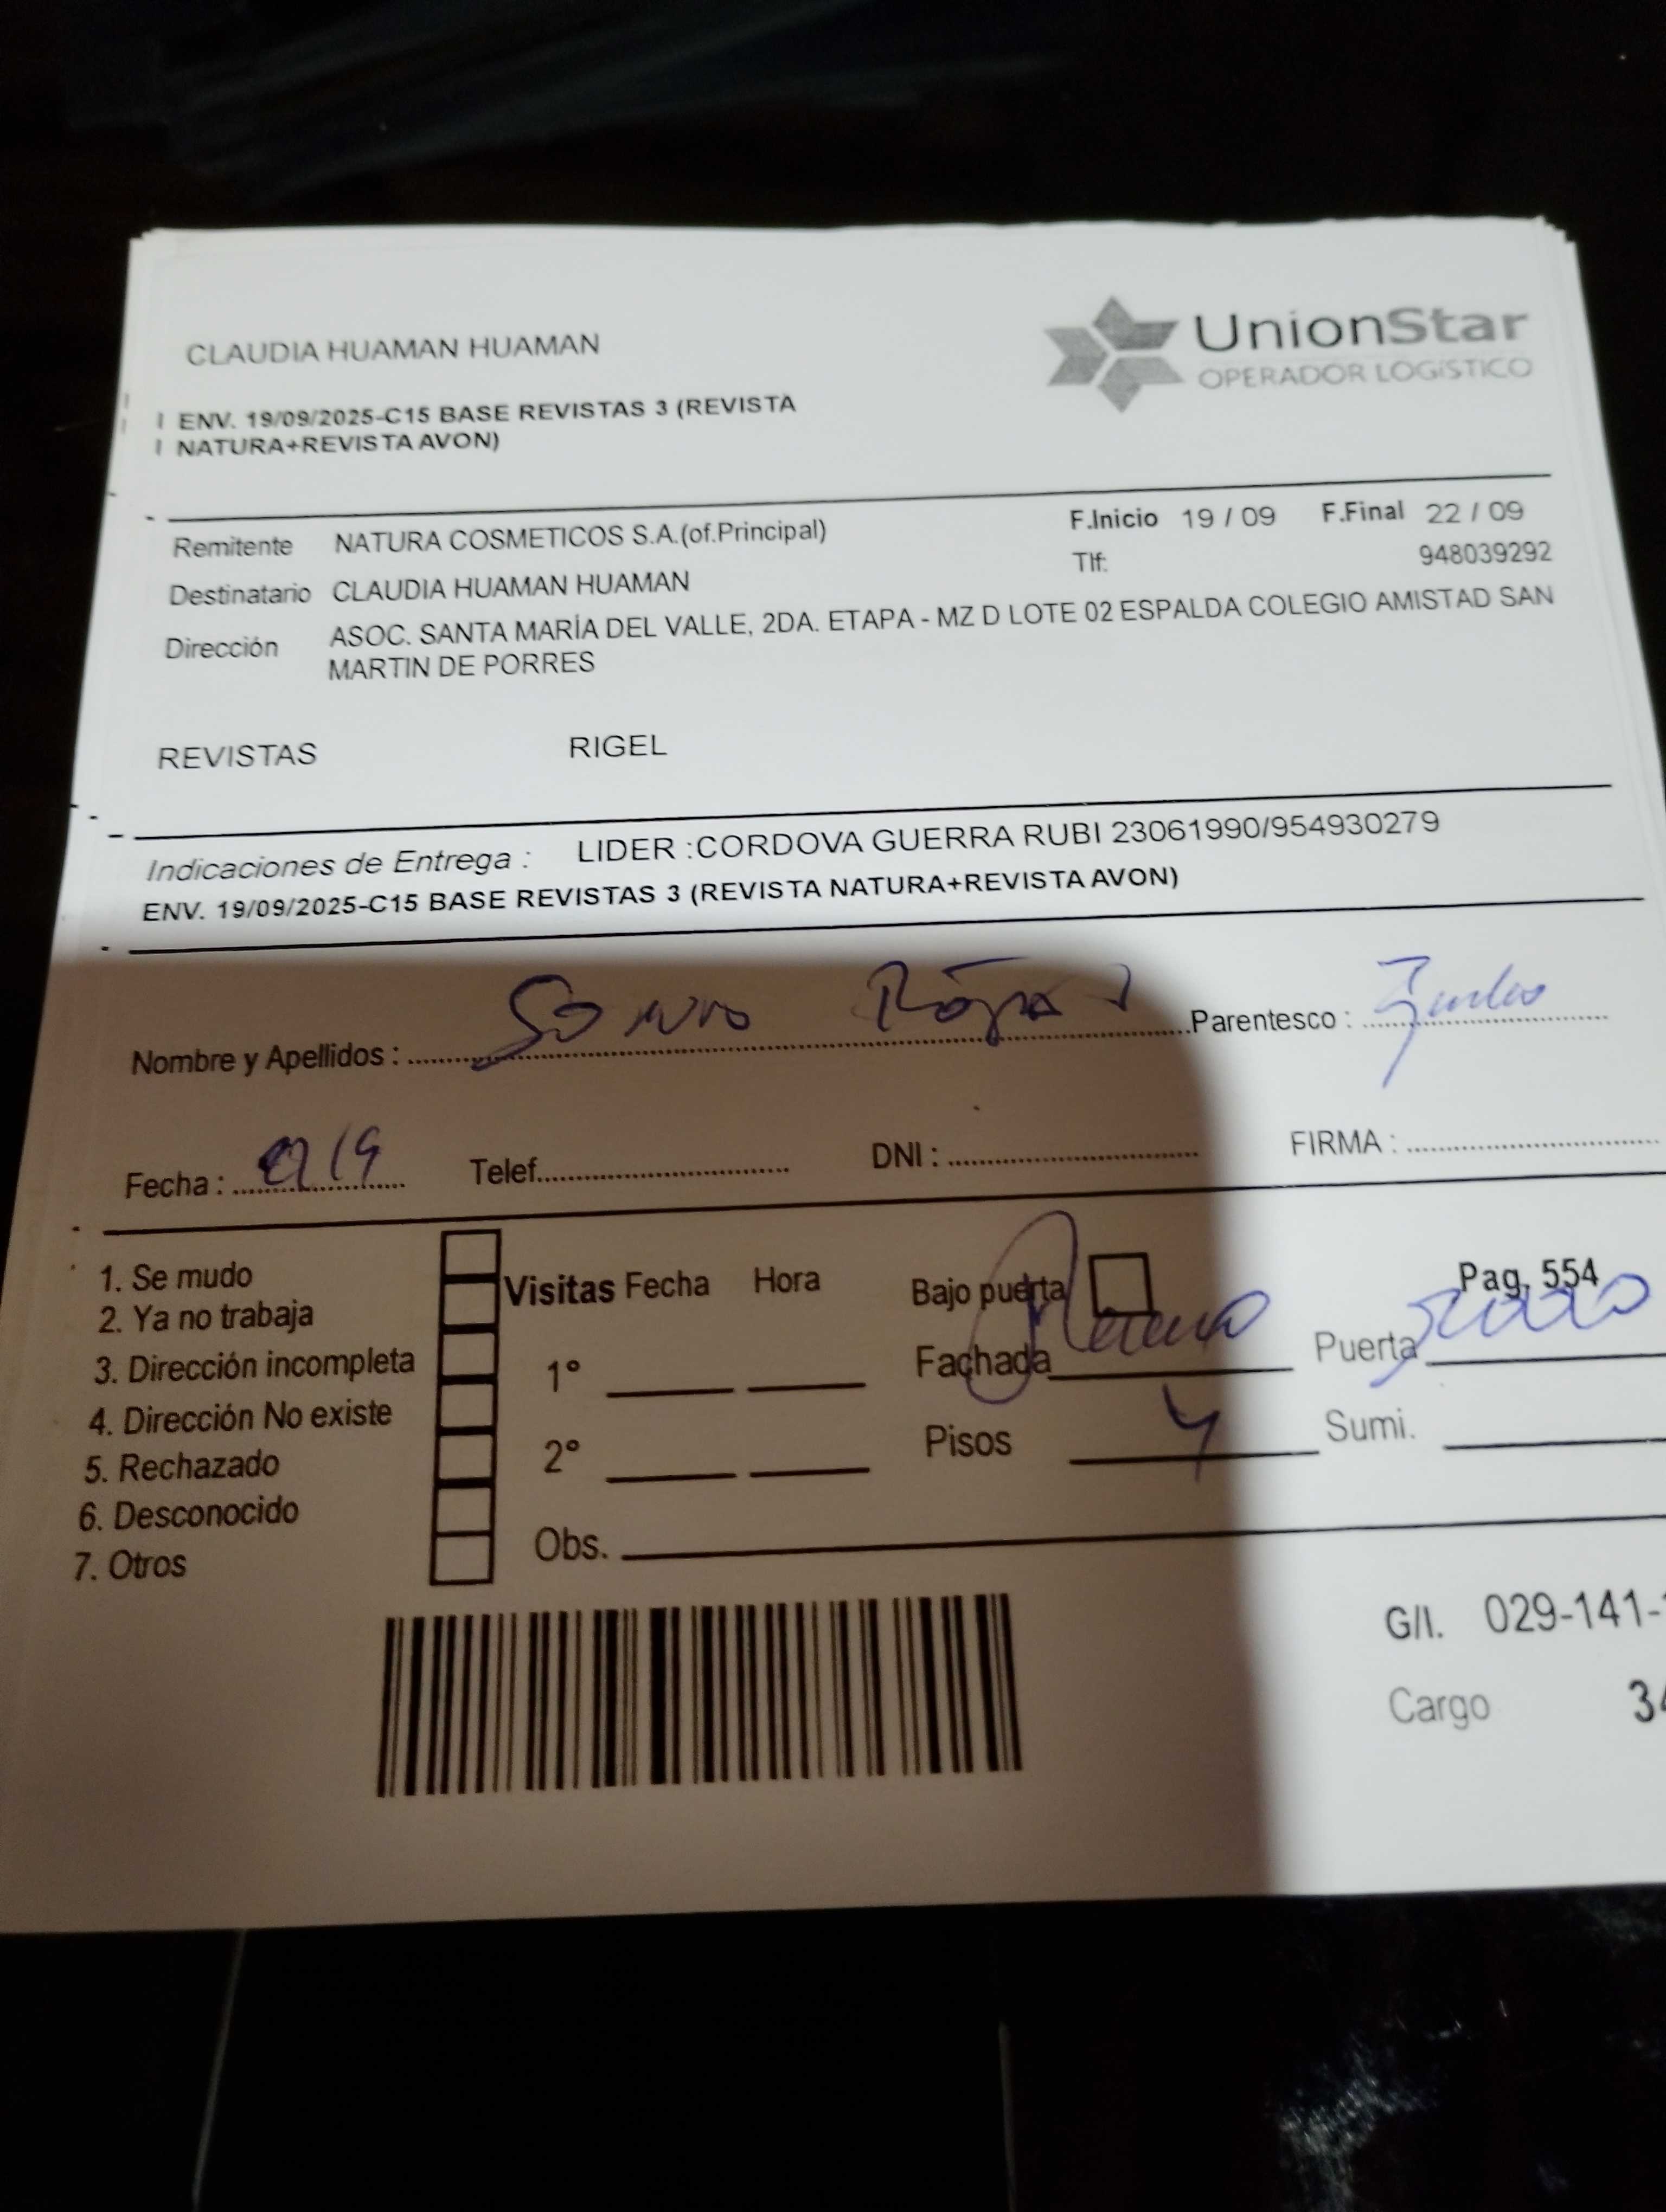 CLAUDIA HUAMAN HUAMAN
UnionStar
OPERADOR LOGÍSTICO
ENV. 19/09/2025-C15 BASE REVISTAS 3 (REVISTA
NATURA+REVISTA AVON)
Remitente NATURA COSMETICOS S.A.(of.Principal) F.Inicio 19 / 09 F.Final 22 / 09
Destinatario CLAUDIA HUAMAN HUAMAN Tlf: 948039292
Dirección ASOC. SANTA MARÍA DEL VALLE, 2DA. ETAPA - MZ D LOTE 02 ESPALDA COLEGIO AMISTAD SAN
MARTIN DE PORRES
REVISTAS RIGEL
Indicaciones de Entrega : LIDER :CORDOVA GUERRA RUBI 23061990/954930279
ENV. 19/09/2025-C15 BASE REVISTAS 3 (REVISTA NATURA+REVISTA AVON)
Nombre y Apellidos : Parentesco :
Fecha : Telef. DNI : FIRMA :
1. Se mudo
2. Ya no trabaja
3. Dirección incompleta
4. Dirección No existe
5. Rechazado
6. Desconocido
7. Otros
Visitas Fecha Hora
1°
2°
Obs.
Bajo puerta Pag. 554
Fachada Puerta
Pisos 4 Sumi.
G/I. 029-141-
Cargo 34